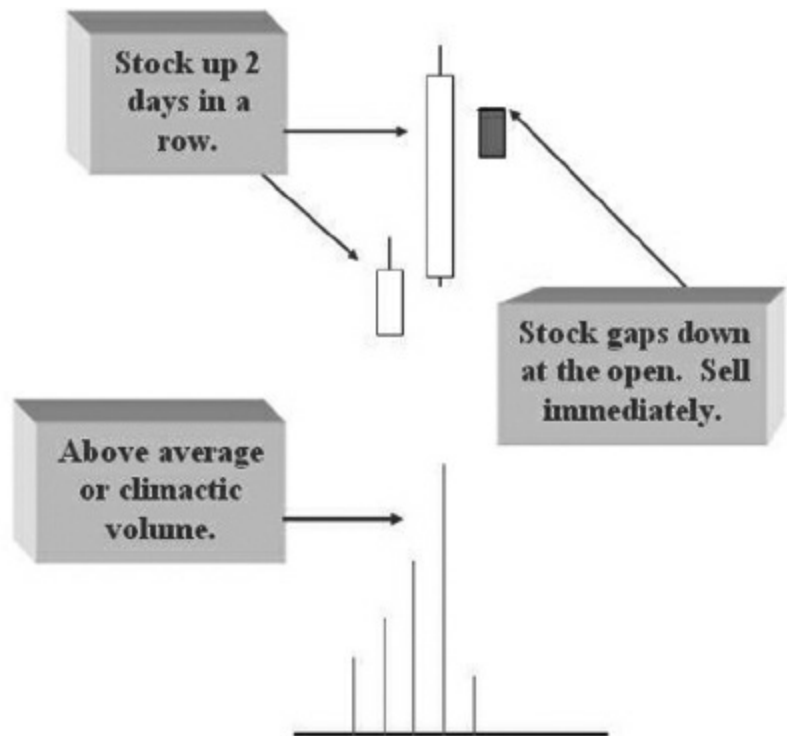 Stock up 2
days in a
row.
Stock gaps down
at the open. Sell
immediately.
Above average
or climactic
volume.